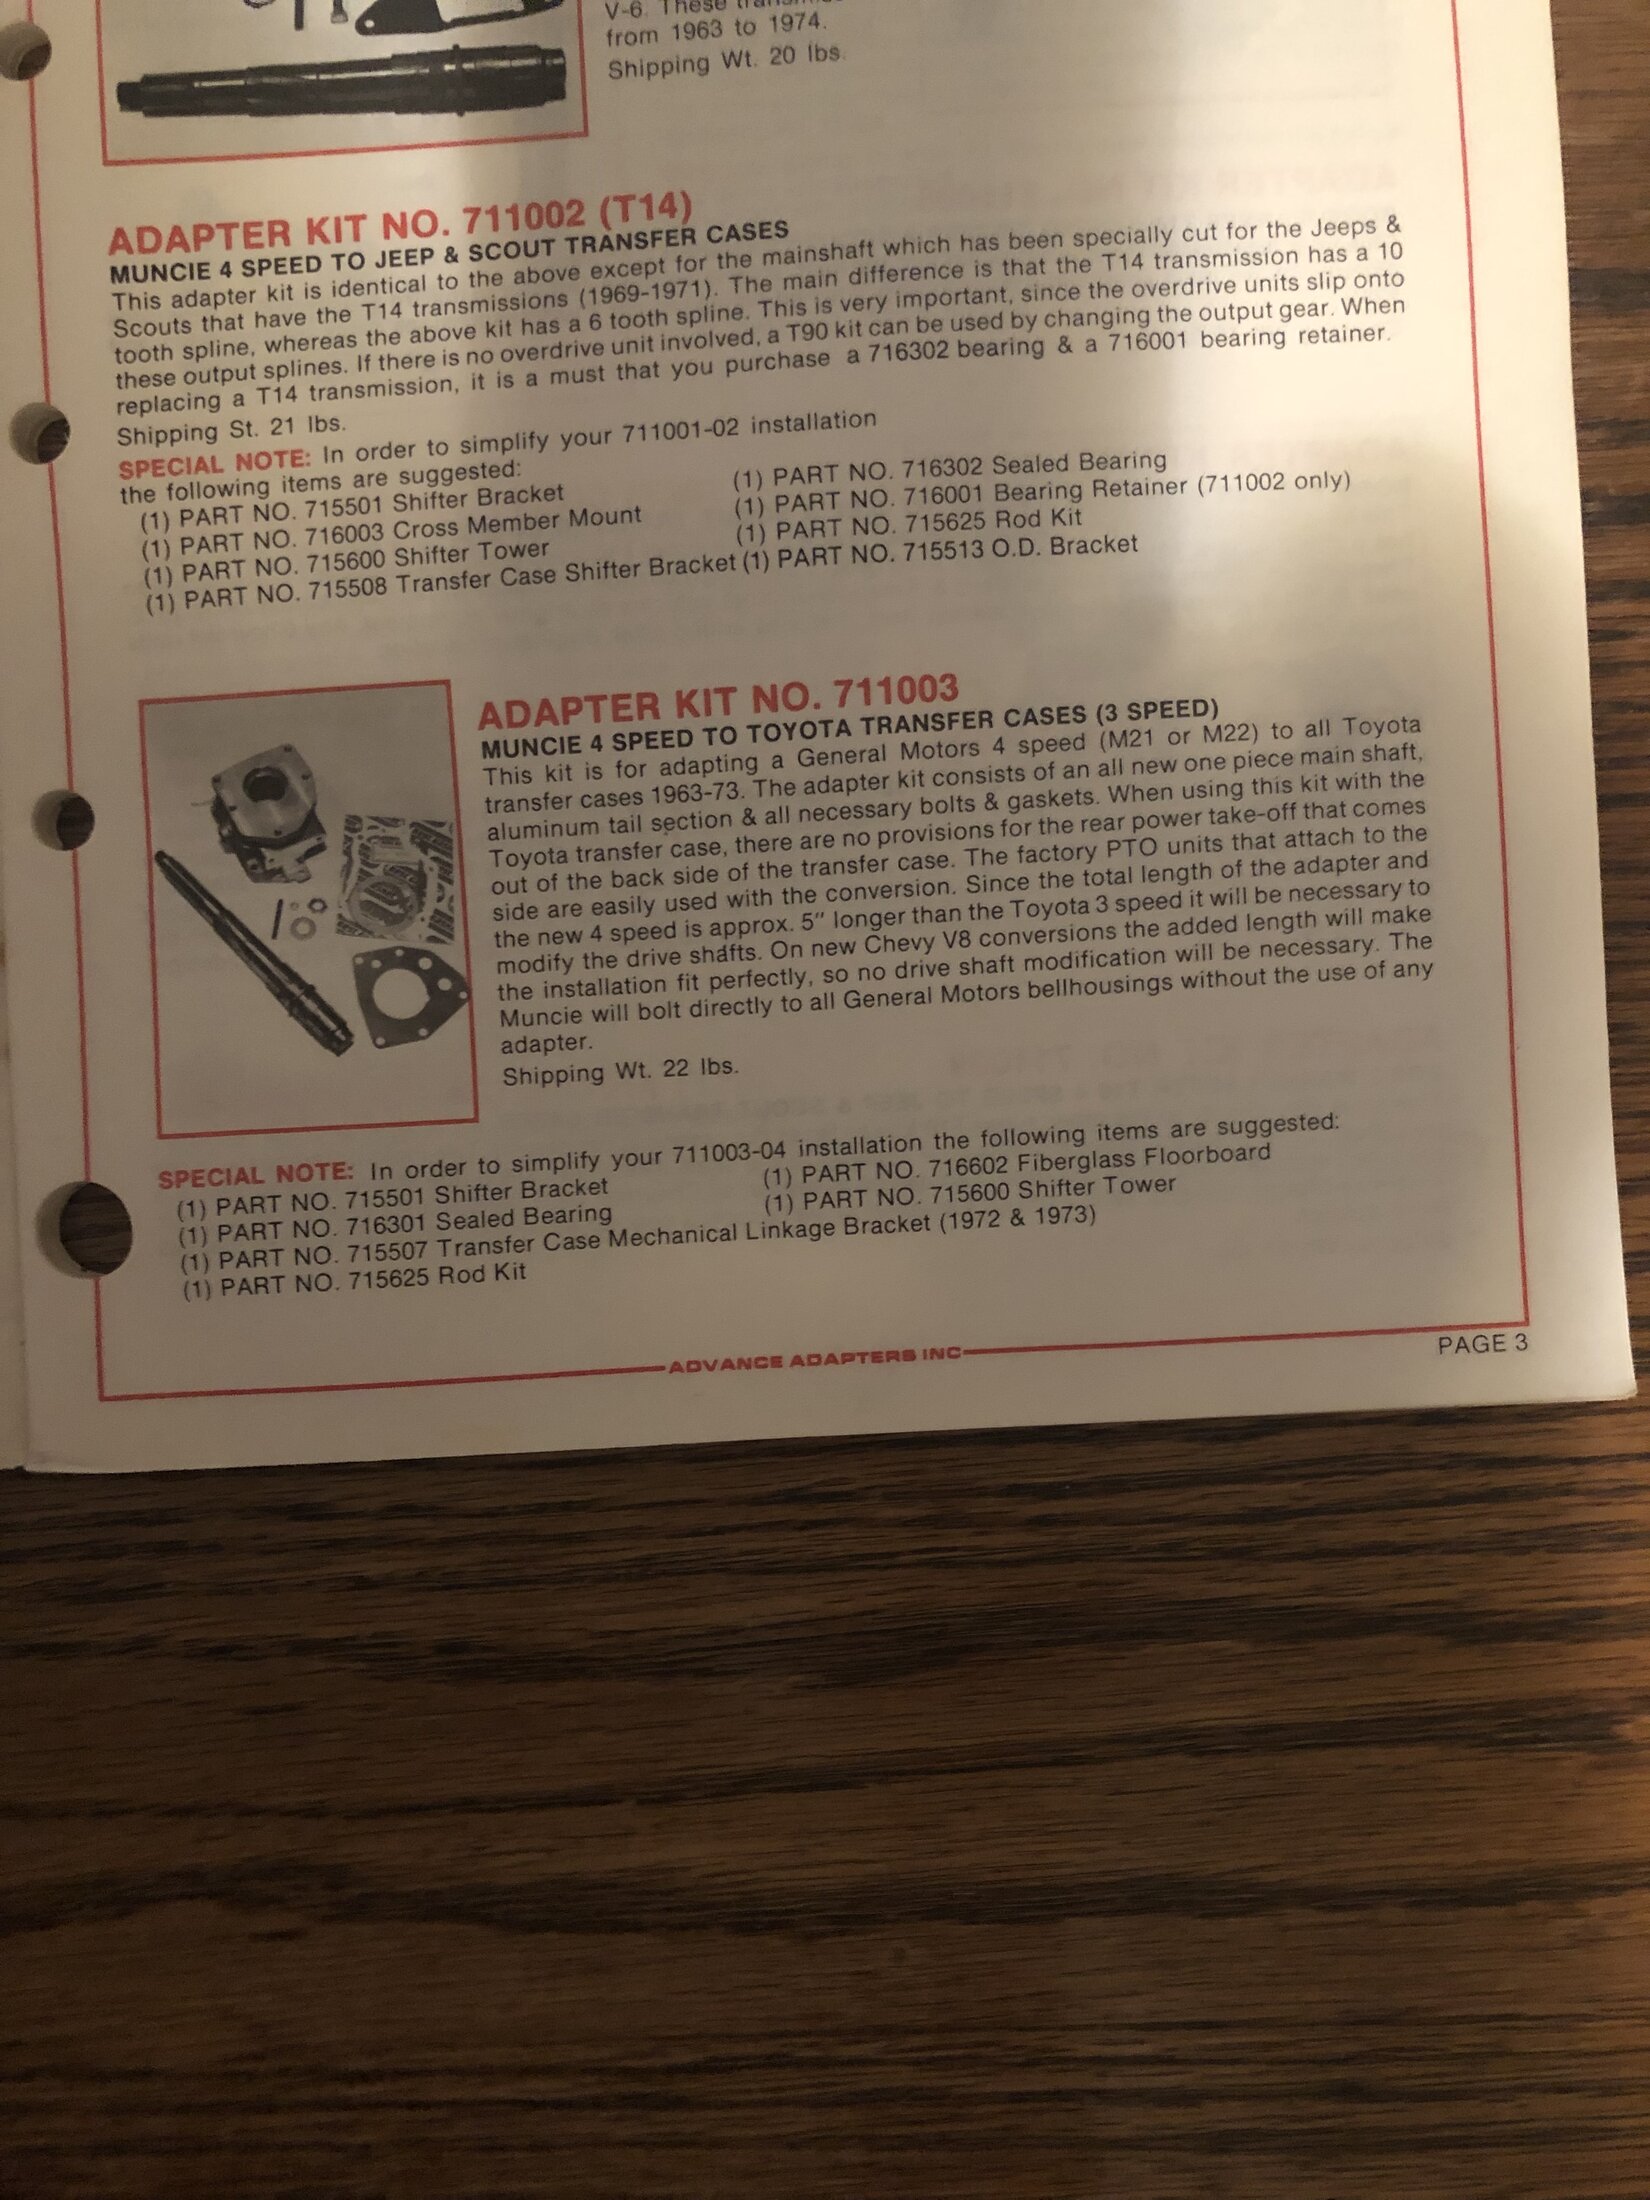 V-6. These
from 1963 to 1974.
Shipping Wt. 20 lbs.
ADAPTER KIT NO. 711002 (T14)
MUNCIE 4 SPEED TO JEEP & SCOUT TRANSFER CASES
This adapter kit is identical to the above except for the mainshaft which has been specially cut for the Jeeps &
Scouts that have the T14 transmissions (1969-1971). The main difference is that the T14 transmission has a 10
tooth spline, whereas the above kit has a 6 tooth spline. This is very important, since the overdrive units slip onto
these output splines. If there is no overdrive unit involved, a T90 kit can be used by changing the output gear. When
replacing a T14 transmission, it is a must that you purchase a 716302 bearing & a 716001 bearing retainer.
Shipping St. 21 lbs.
SPECIAL NOTE: In order to simplify your 711001-02 installation
the following items are suggested:
(1) PART NO. 715501 Shifter Bracket
(1) PART NO. 716003 Cross Member Mount
(1) PART NO. 715600 Shifter Tower
(1) PART NO. 715508 Transfer Case Shifter Bracket
(1) PART NO. 716302 Sealed Bearing
(1) PART NO. 716001 Bearing Retainer (711002 only)
(1) PART NO. 715625 Rod Kit
(1) PART NO. 715513 O.D. Bracket
ADAPTER KIT NO. 711003
MUNCIE 4 SPEED TO TOYOTA TRANSFER CASES (3 SPEED)
This kit is for adapting a General Motors 4 speed (M21 or M22) to all Toyota
transfer cases 1963-73. The adapter kit consists of an all new one piece main shaft,
aluminum tail section & all necessary bolts & gaskets. When using this kit with the
Toyota transfer case, there are no provisions for the rear power take-off that comes
out of the back side of the transfer case. The factory PTO units that attach to the
side are easily used with the conversion. Since the total length of the adapter and
the new 4 speed is approx. 5" longer than the Toyota 3 speed it will be necessary to
modify the drive shafts. On new Chevy V8 conversions the added length will make
the installation fit perfectly, so no drive shaft modification will be necessary. The
Muncie will bolt directly to all General Motors bellhousings without the use of any
adapter.
Shipping Wt. 22 lbs.
SPECIAL NOTE: In order to simplify your 711003-04 installation the following items are suggested:
(1) PART NO. 715501 Shifter Bracket
(1) PART NO. 716301 Sealed Bearing
(1) PART NO. 715507 Transfer Case Mechanical Linkage Bracket (1972 & 1973)
(1) PART NO. 715625 Rod Kit
(1) PART NO. 716602 Fiberglass Floorboard
(1) PART NO. 715600 Shifter Tower
ADVANCE ADAPTERS INC
PAGE 3